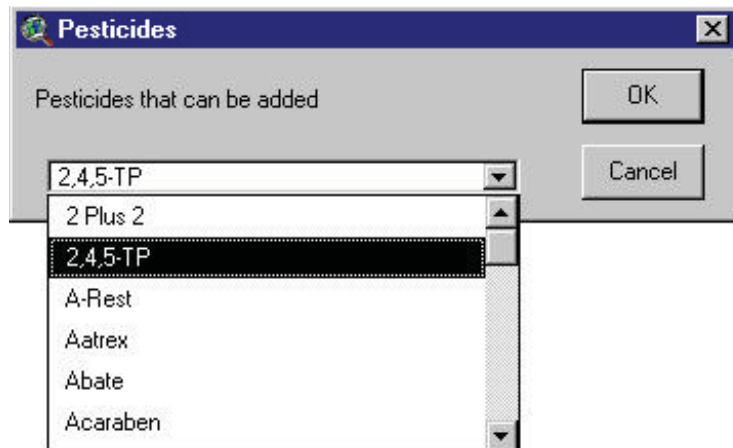 Pesticides
Pesticides that can be added
OK
2,4,5-TP
Cancel
2 Plus 2
2,4,5-TP
A-Rest
Aatrex
Abate
Acaraben